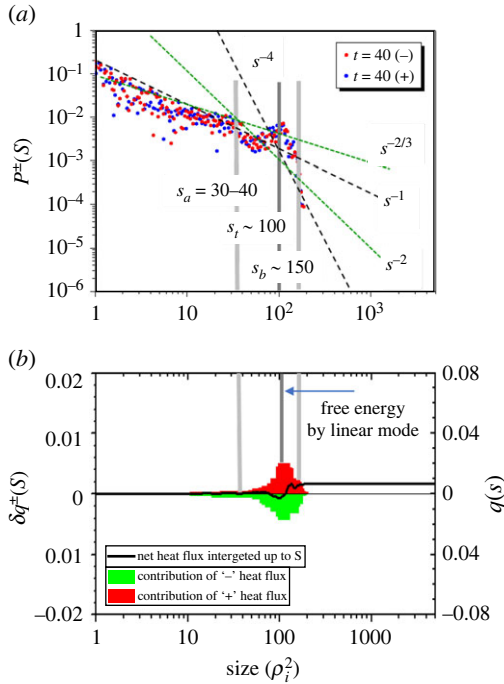 (a)
1
10⁻¹
10⁻²
10⁻³
10⁻⁴
10⁻⁵
10⁻⁶
P±(S)
s⁻⁴
t = 40 (–)
t = 40 (+)
s⁻²/³
s⁻¹
s⁻²
sₐ = 30–40
sₜ ~ 100
s_b ~ 150
1 10 10² 10³
(b)
0.02
0.01
0
0.01
–0.02
δq±(S)
0.08
0.04
0
0.04
–0.08
q(s)
free energy
by linear mode
net heat flux intergeted up to S
contribution of ‘–’ heat flux
contribution of ‘+’ heat flux
1 10 100 1000
size (ρᵢ²)